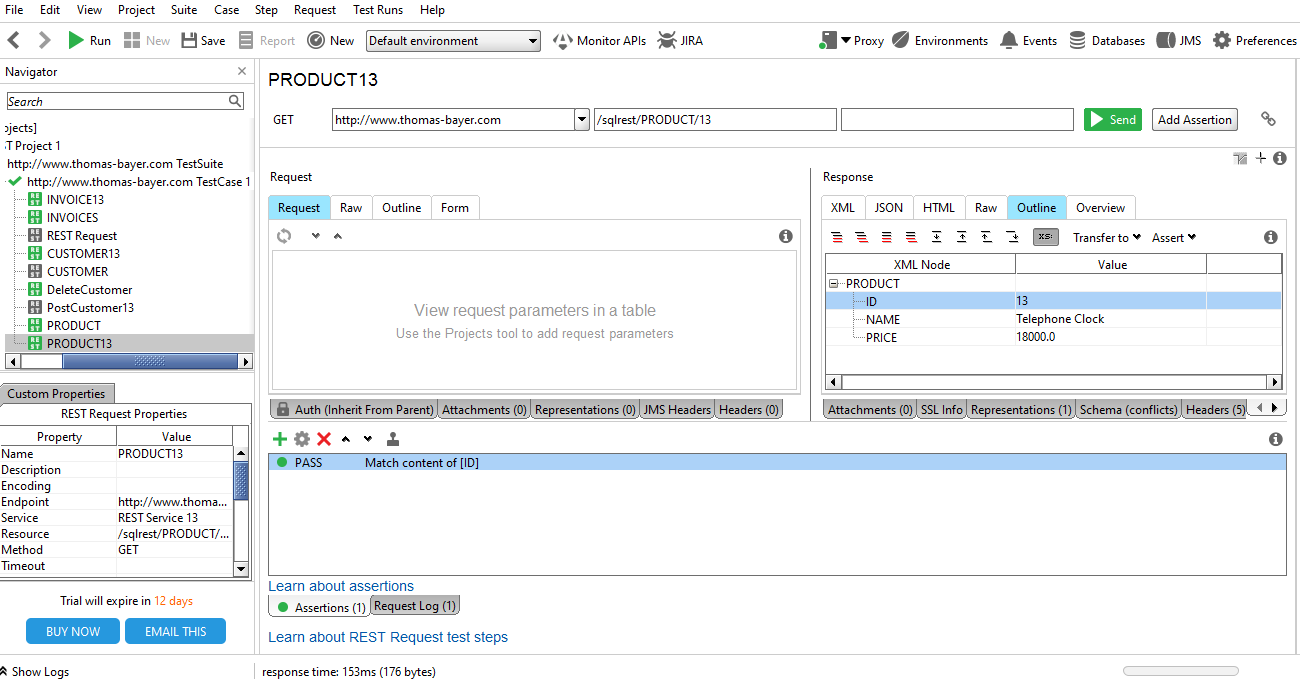 File Edit View Project Suite Case Step Request Test Runs Help
Run New Save Report New Default environment Monitor APIs JIRA Proxy Environments Events Databases JMS Preferences
Navigator
Search
ojects]
T Project 1
http://www.thomas-bayer.com TestSuite
http://www.thomas-bayer.com TestCase 1
INVOICE13
INVOICES
REST Request
CUSTOMER13
CUSTOMER
DeleteCustomer
PostCustomer13
PRODUCT
PRODUCT13
Custom Properties
REST Request Properties
Property Value
Name PRODUCT13
Description
Encoding
Endpoint http://www.thoma...
Service REST Service 13
Resource /sqlrest/PRODUCT/...
Method GET
Timeout
Trial will expire in 12 days
BUY NOW EMAIL THIS
PRODUCT13
GET http://www.thomas-bayer.com /sqlrest/PRODUCT/13 Send Add Assertion
Request
Request Raw Outline Form
View request parameters in a table
Use the Projects tool to add request parameters
Auth (Inherit From Parent) Attachments (0) Representations (0) JMS Headers Headers (0)
Response
XML JSON HTML Raw Outline Overview
XS: Transfer to Assert
XML Node Value
PRODUCT
ID 13
NAME Telephone Clock
PRICE 18000.0
Attachments (0) SSL Info Representations (1) Schema (conflicts) Headers (5)
PASS Match content of [ID]
Learn about assertions
Assertions (1) Request Log (1)
Learn about REST Request test steps
Show Logs response time: 153ms (176 bytes)